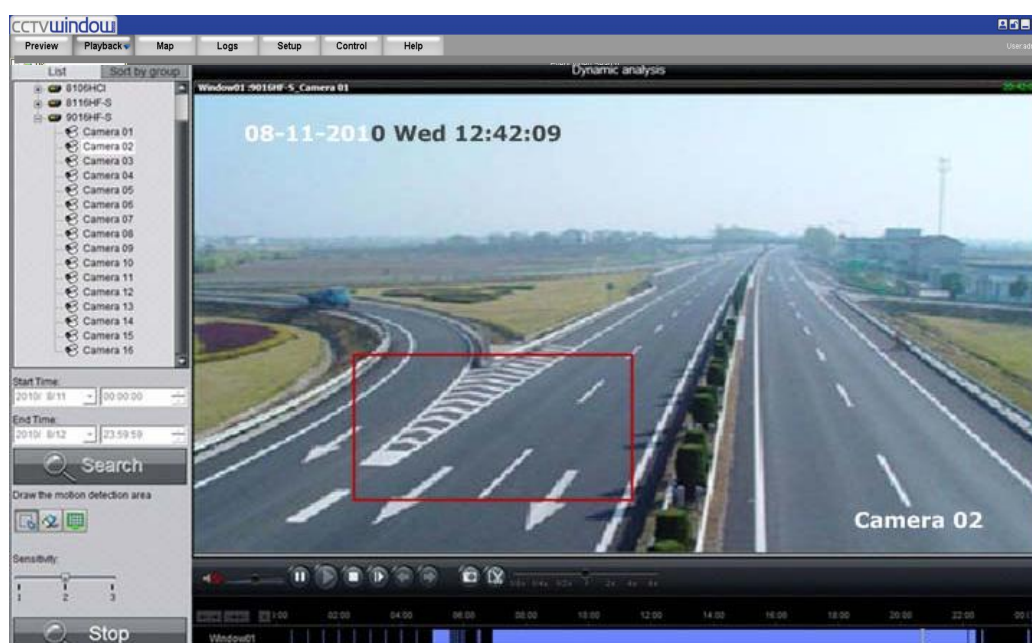 CCTVWINDOW
Preview Playback Map Logs Setup Control Help
List Sort by group
Dynamic analysis
8106HCI
Window01 :9016HF-S_Camera 01
8116HF-S
9016HF-S
Camera 01
Camera 02
Camera 03
Camera 04
Camera 05
Camera 06
Camera 07
Camera 08
Camera 09
Camera 10
Camera 11
Camera 12
Camera 13
Camera 14
Camera 15
Camera 16
08-11-2010 Wed 12:42:09
Camera 02
Start Time:
2010/ 8/11 00:00:00
End Time:
2010/ 8/12 23:59:59
Search
Draw the motion detection area
Sensitivity:
1 2 3
Stop
02:00 04:00 06:00 08:00 10:00 12:00 14:00 16:00 18:00 20:00 22:00
Window01